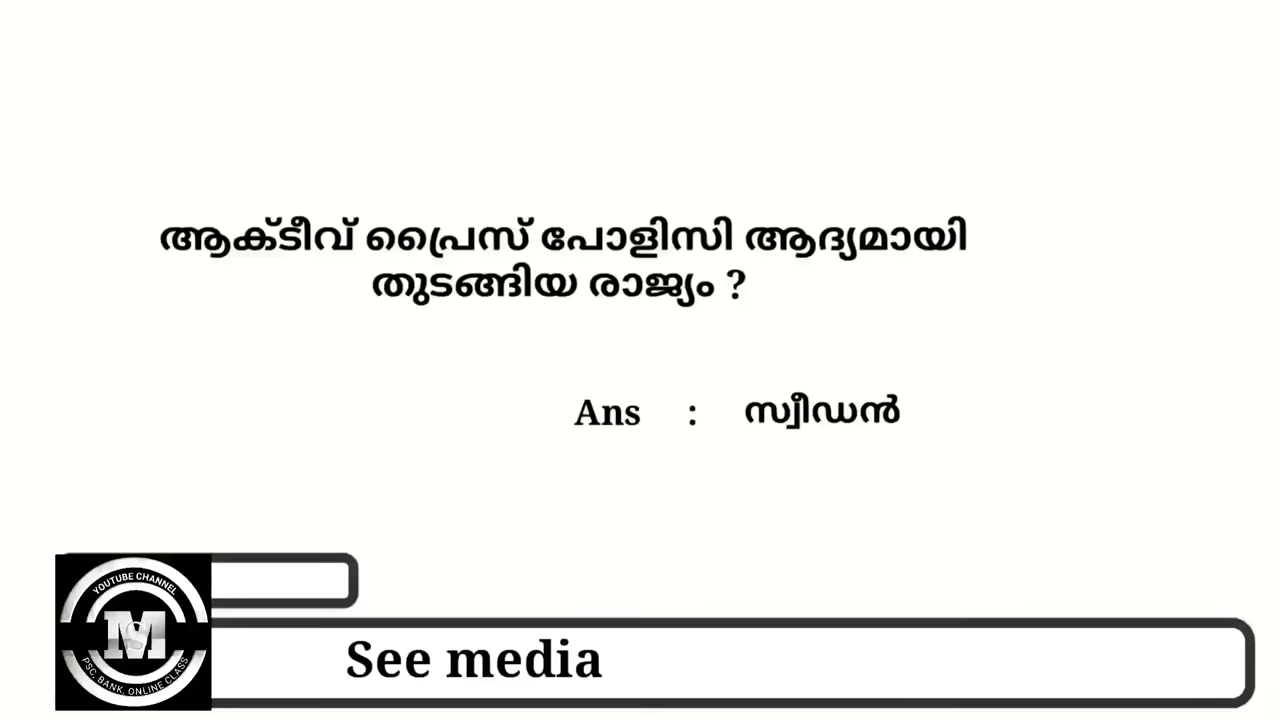 ആക്ടീവ് പ്രൈസ് പോളിസി ആദ്യമായി
തുടങ്ങിയ രാജ്യം ?
Ans : സ്വീഡൻ
YOUTUBE CHANNEL
M
PSC, BANK, ONLINE CLASS
See media